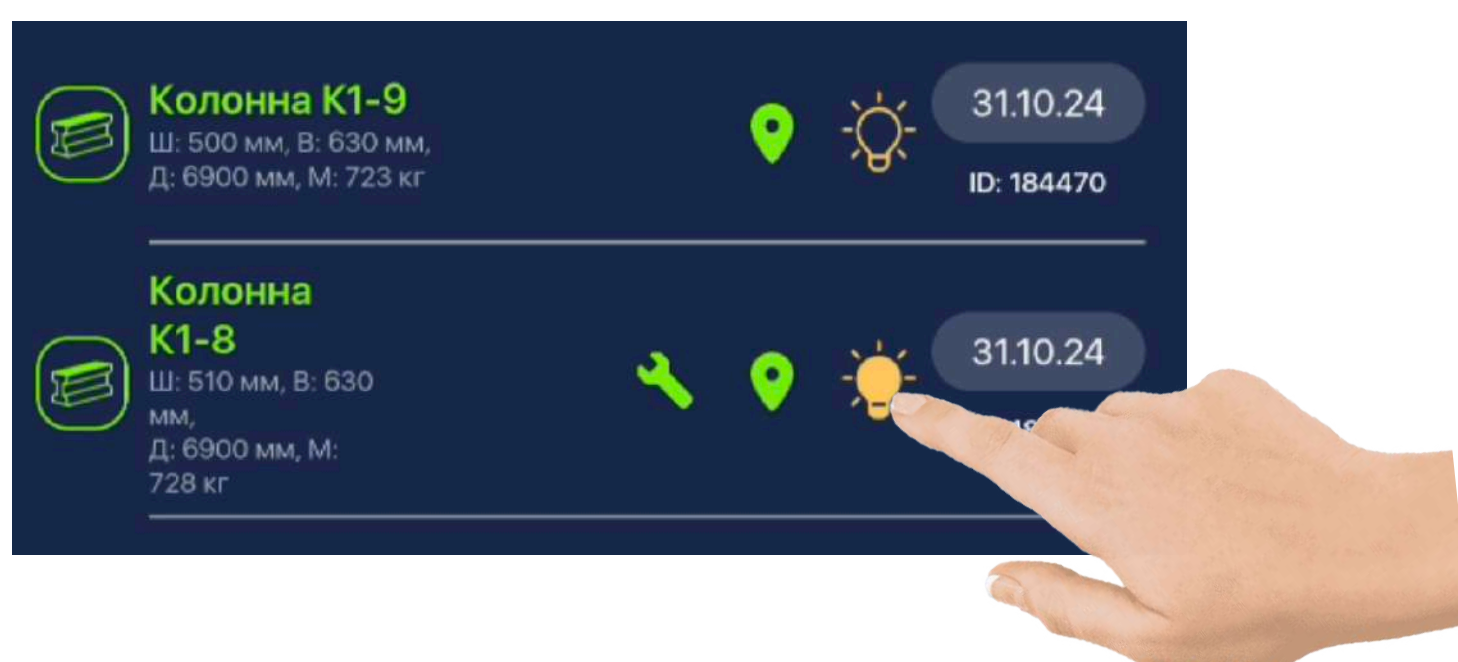 Колонна К1-9
Ш: 500 мм, В: 630 мм,
Д: 6900 мм, М: 723 кг
31.10.24
ID: 184470
Колонна
К1-8
Ш: 510 мм, В: 630
мм,
Д: 6900 мм, М:
728 кг
31.10.24